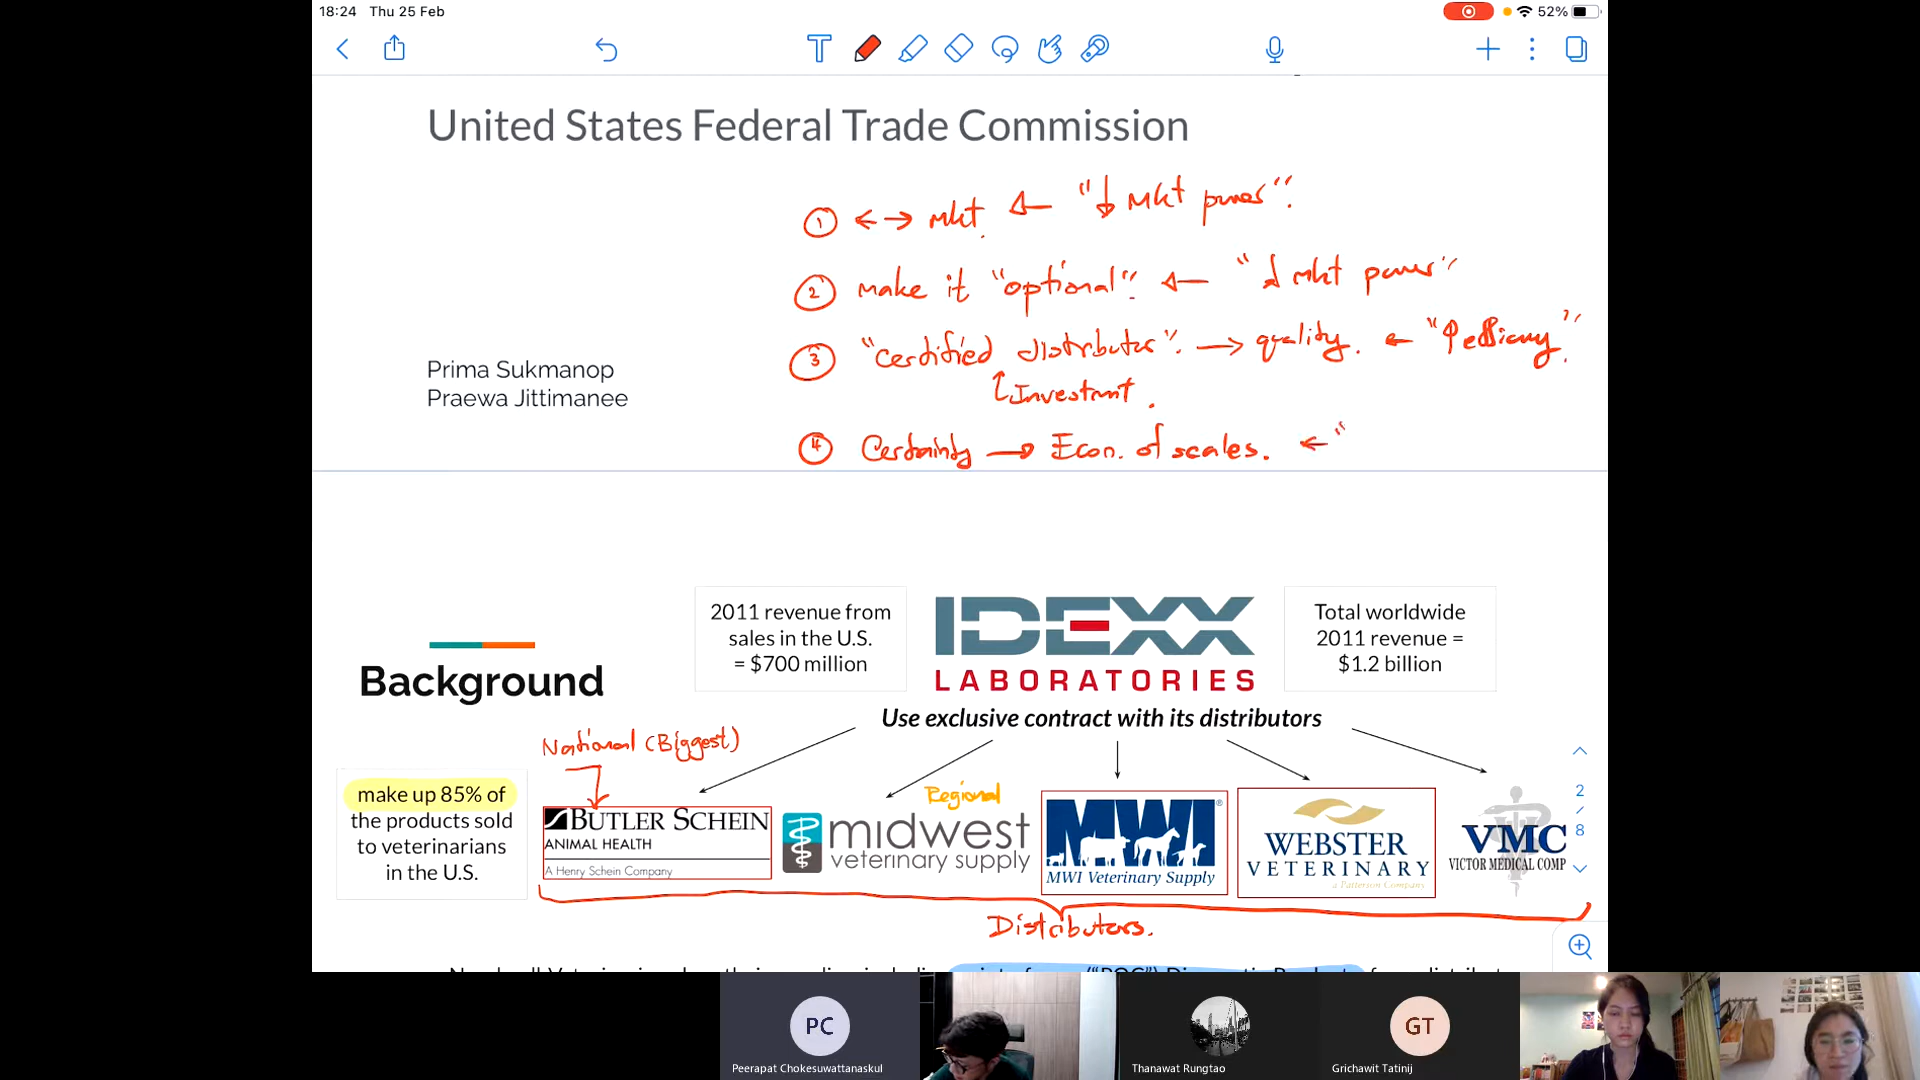 18:24 Thu 25 Feb
52%
United States Federal Trade Commission
① ↔ mkt. ← "↓ mkt power".
② make it "optional". ← "↓ mkt power"
③ "certified distributor". → quality. ← "↑ efficiency".
Investment.
④ Certainty → Econ. of scales. ← "
Prima Sukmanop
Praewa Jittimanee
Background
2011 revenue from
sales in the U.S.
= $700 million
IDEXX
LABORATORIES
Total worldwide
2011 revenue =
$1.2 billion
Use exclusive contract with its distributors
National (Biggest)
make up 85% of
the products sold
to veterinarians
in the U.S.
BUTLER SCHEIN
ANIMAL HEALTH
A Henry Schein Company
Regional
midwest
veterinary supply
MWI
MWI Veterinary Supply
WEBSTER
VETERINARY
a Patterson Company
VMC
VICTOR MEDICAL COMP
2
/
8
Distributors.
PC
Peerapat Chokesuwattanaskul
Thanawat Rungtao
GT
Grichawit Tatinij